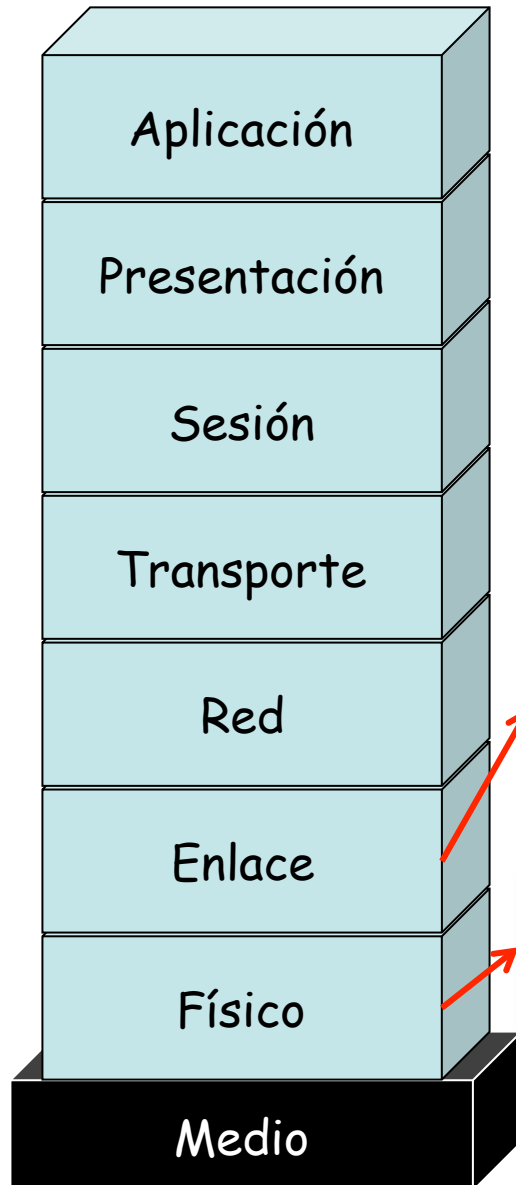 Aplicación
Presentación
Sesión
Transporte
Red
Enlace
Físico
Medio